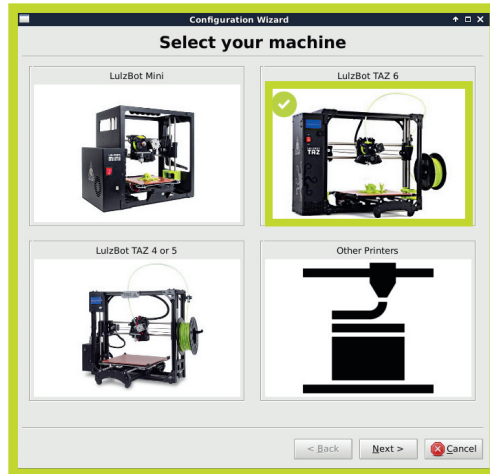 Configuration Wizard
Select your machine
LulzBot Mini
LulzBot TAZ 6
TAZ
LulzBot TAZ 4 or 5
Other Printers
< Back
Next >
Cancel